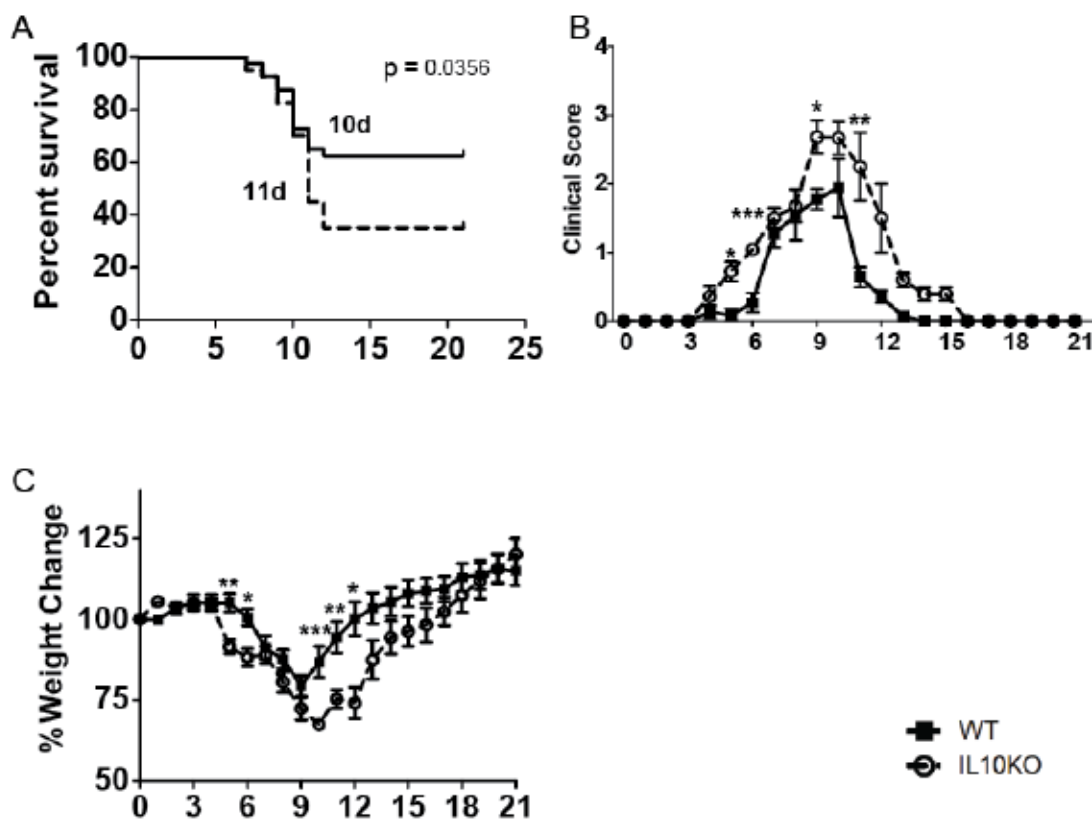 A
Percent survival
100
80
60
40
20
0
p = 0.0356
10d
11d
0 5 10 15 20 25
B
Clinical Score
4
3
2
1
0
*
***
*
**
0 3 6 9 12 15 18 21
C
% Weight Change
125
100
75
50
**
*
***
**
*
0 3 6 9 12 15 18 21
WT
IL10KO